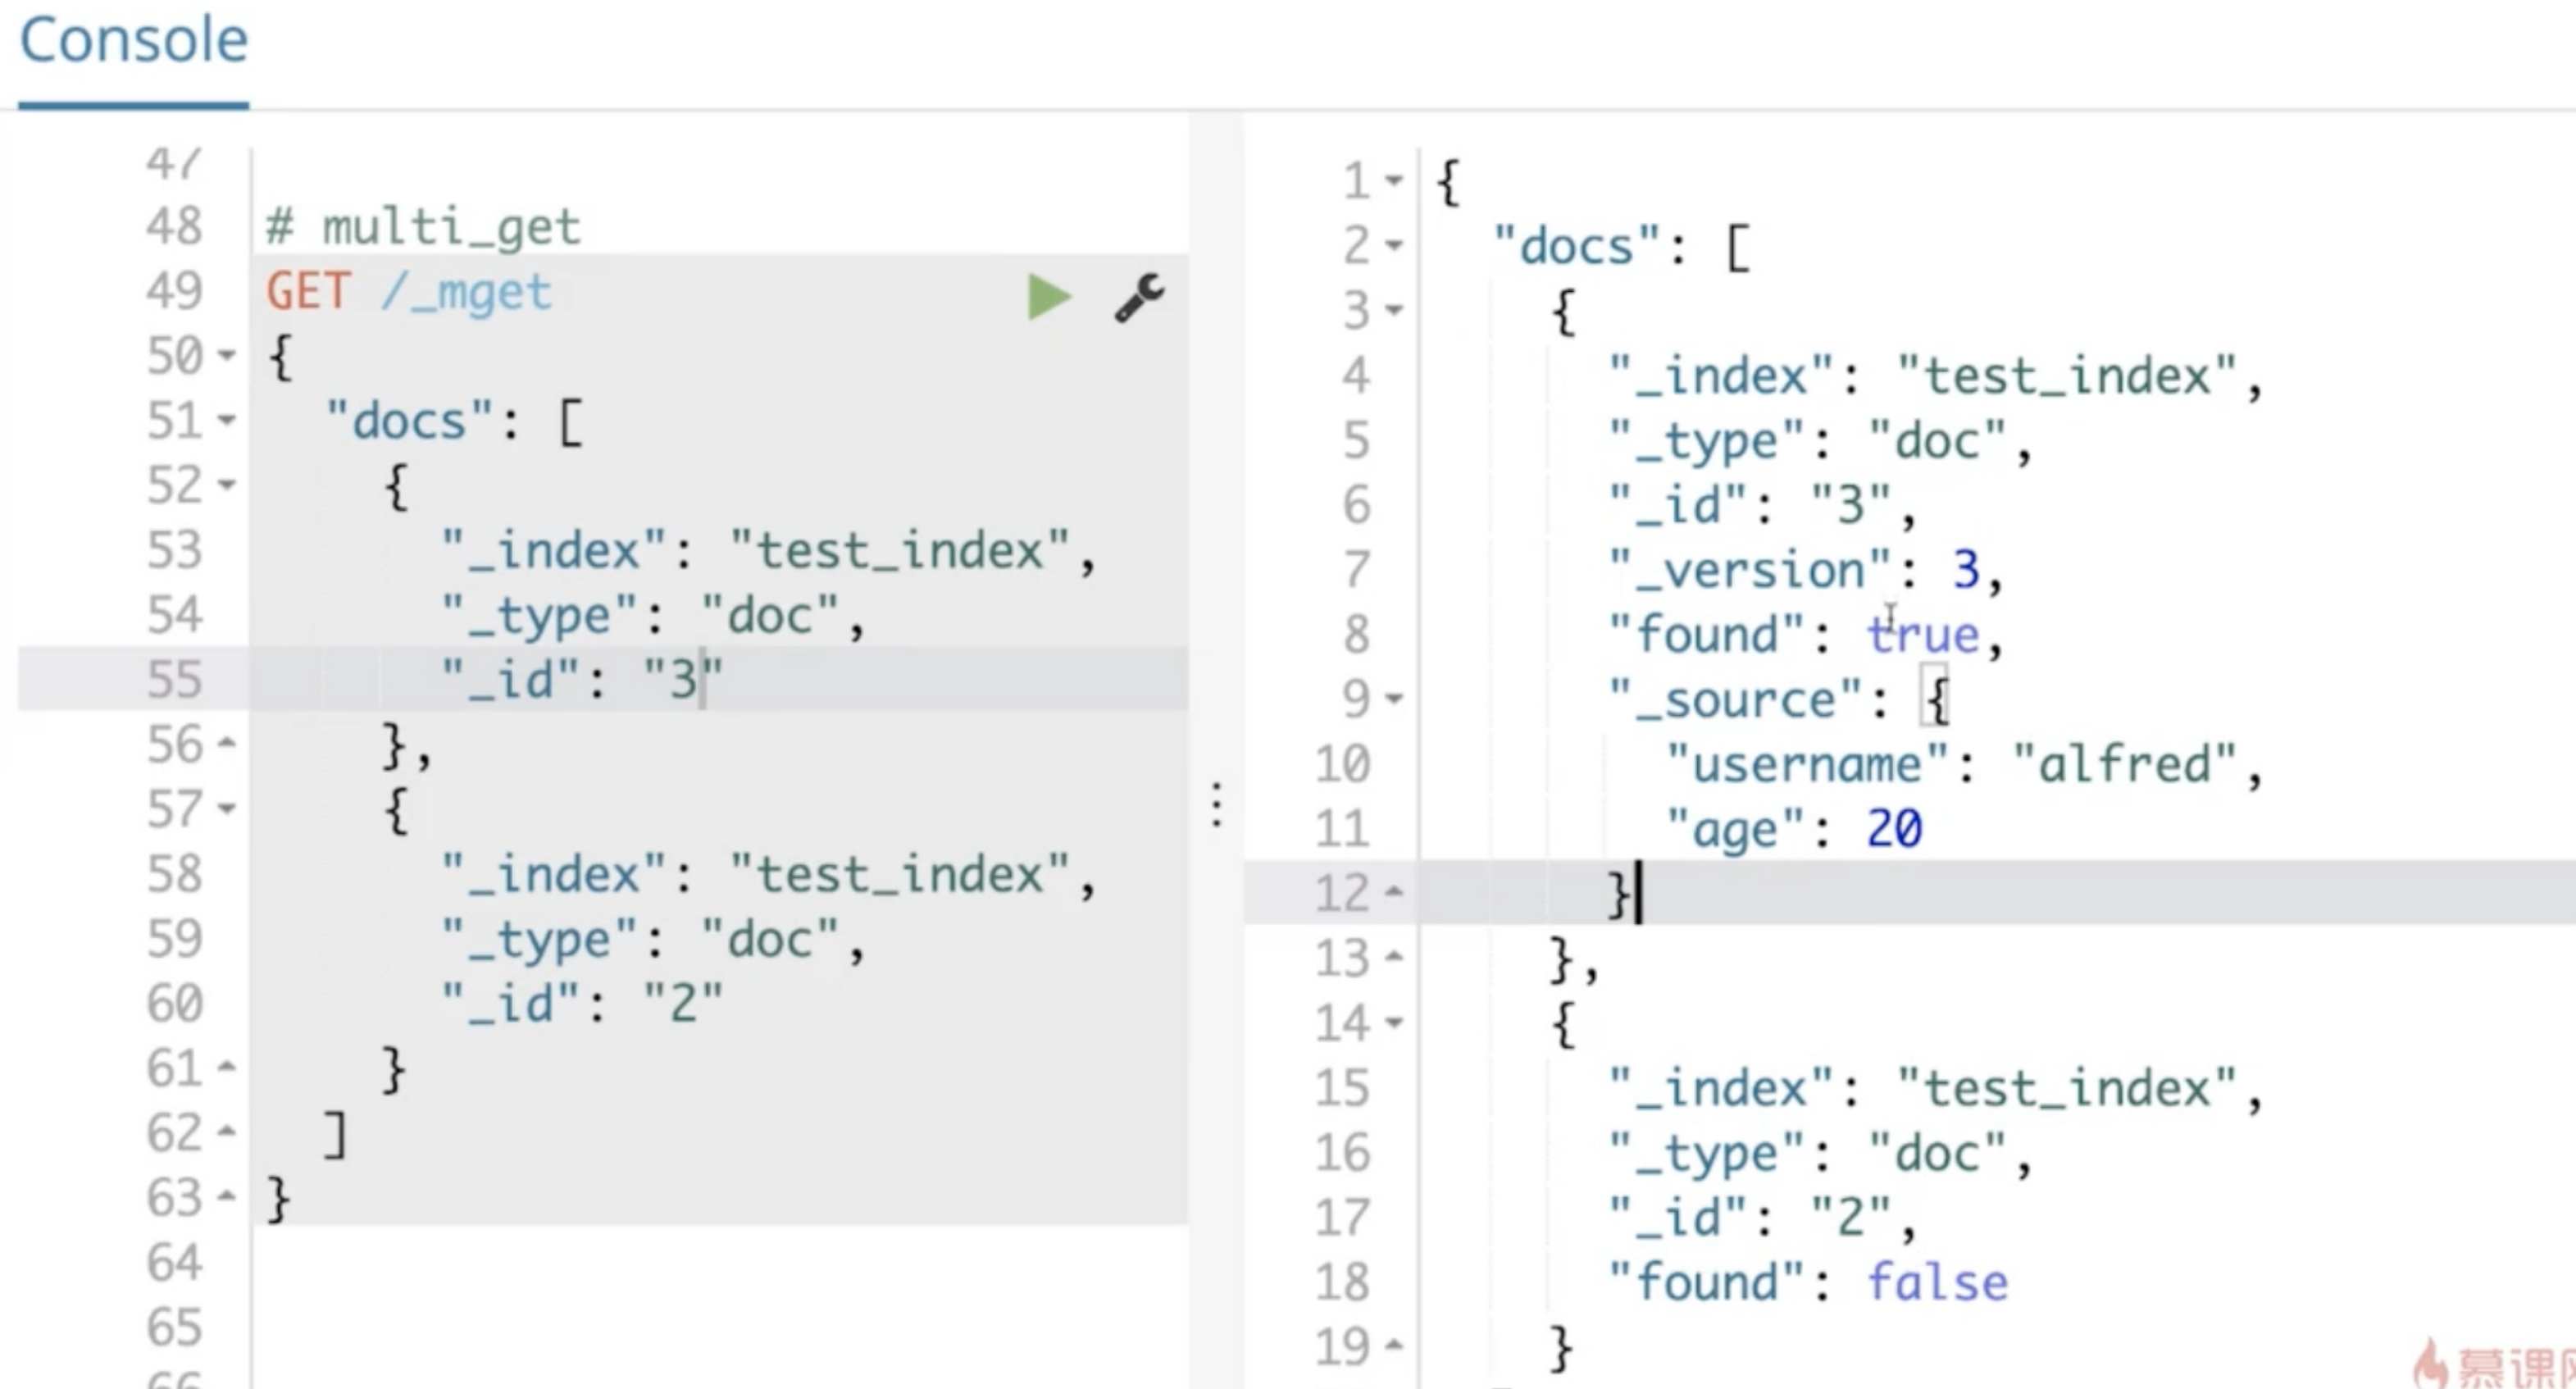 Console
47
48 # multi_get
49 GET /_mget
50 {
51 "docs": [
52 {
53 "_index": "test_index",
54 "_type": "doc",
55 "_id": "3"
56 },
57 {
58 "_index": "test_index",
59 "_type": "doc",
60 "_id": "2"
61 }
62 ]
63 }
64
65
66
1 {
2 "docs": [
3 {
4 "_index": "test_index",
5 "_type": "doc",
6 "_id": "3",
7 "_version": 3,
8 "found": true,
9 "_source": {
10 "username": "alfred",
11 "age": 20
12 }
13 },
14 {
15 "_index": "test_index",
16 "_type": "doc",
17 "_id": "2",
18 "found": false
19 }
慕课网